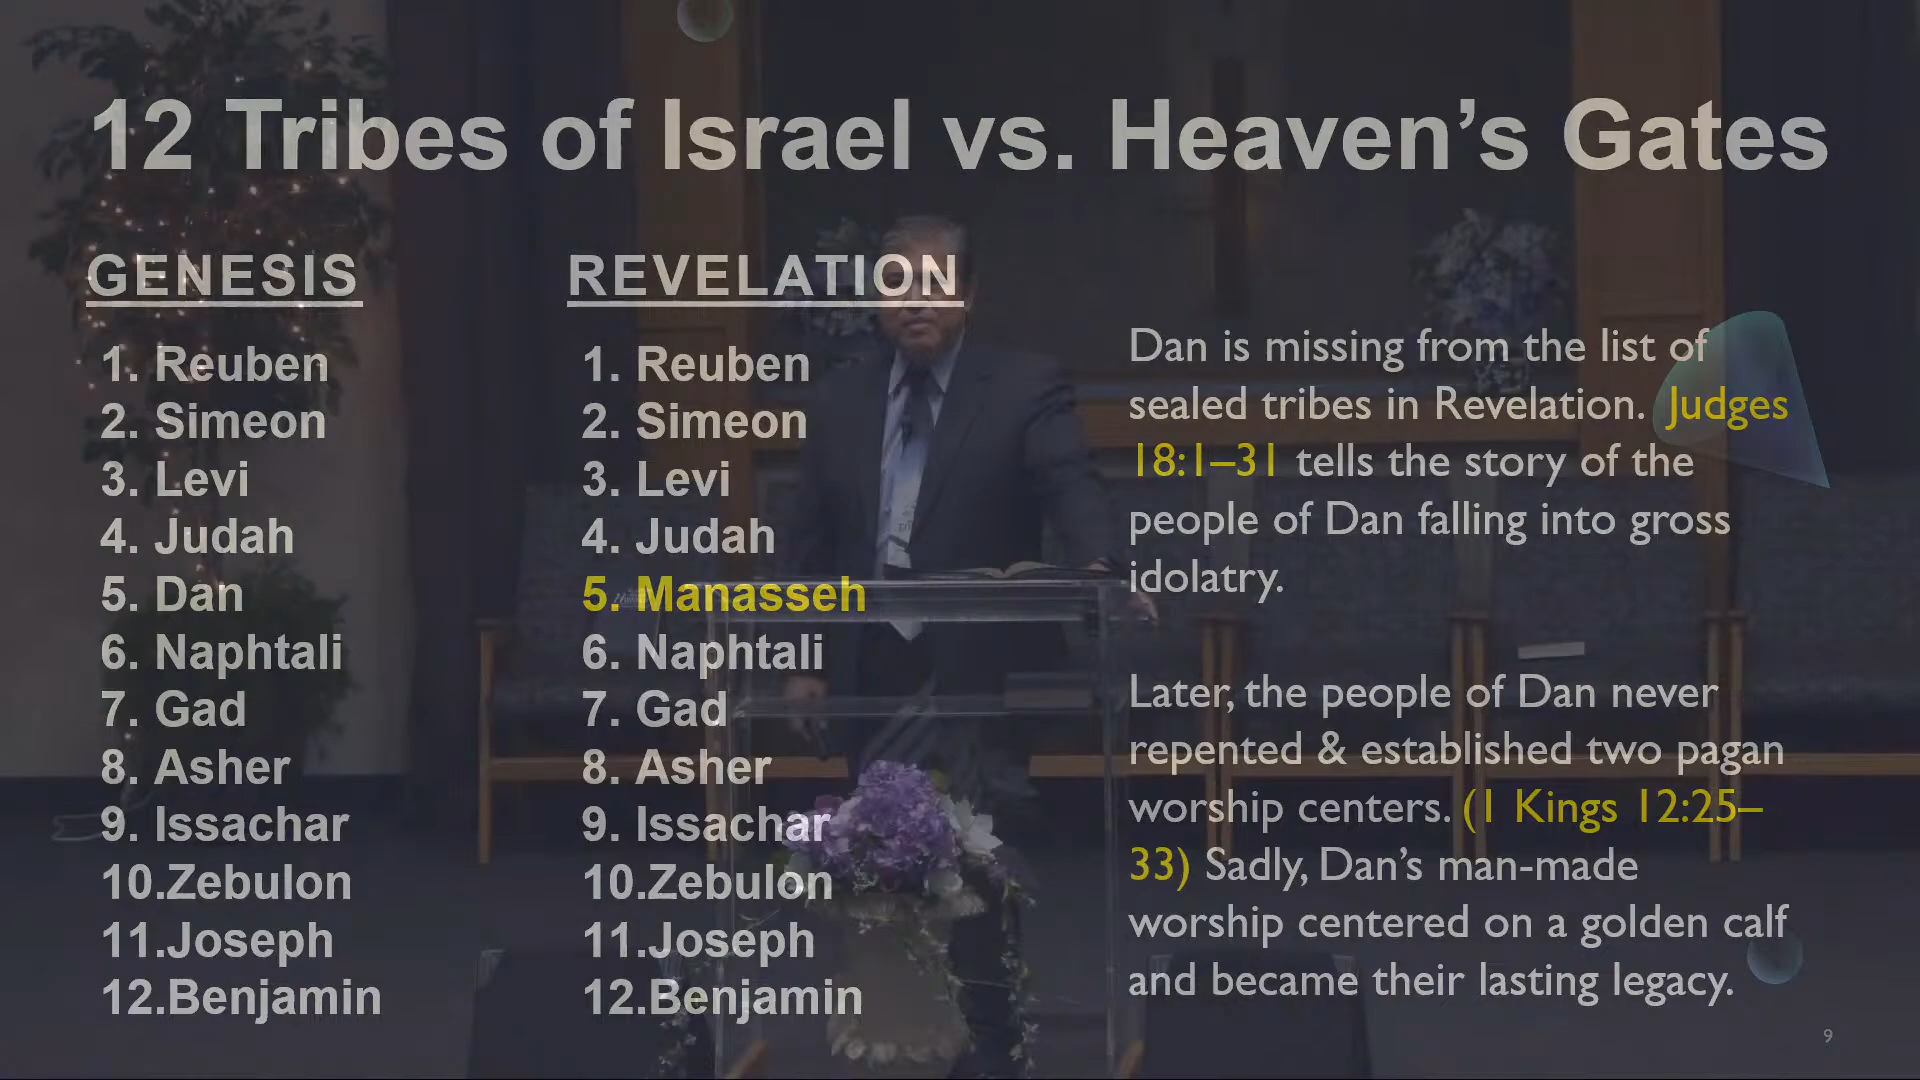 12 Tribes of Israel vs. Heaven’s Gates
GENESIS
1. Reuben
2. Simeon
3. Levi
4. Judah
5. Dan
6. Naphtali
7. Gad
8. Asher
9. Issachar
10.Zebulon
11.Joseph
12.Benjamin
REVELATION
1. Reuben
2. Simeon
3. Levi
4. Judah
5. Manasseh
6. Naphtali
7. Gad
8. Asher
9. Issachar
10.Zebulon
11.Joseph
12.Benjamin
Dan is missing from the list of
sealed tribes in Revelation. Judges
18:1–31 tells the story of the
people of Dan falling into gross
idolatry.
Later, the people of Dan never
repented & established two pagan
worship centers. (1 Kings 12:25–
33) Sadly, Dan’s man-made
worship centered on a golden calf
and became their lasting legacy.
9